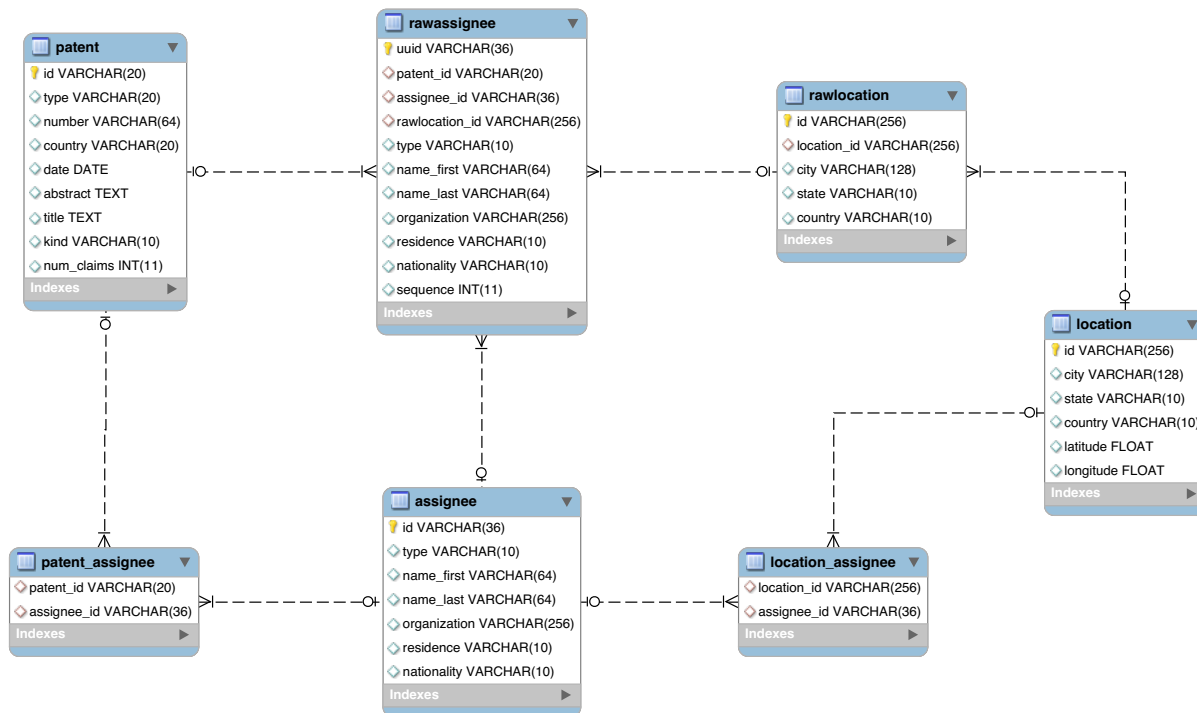 patent
id VARCHAR(20)
type VARCHAR(20)
number VARCHAR(64)
country VARCHAR(20)
date DATE
abstract TEXT
title TEXT
kind VARCHAR(10)
num_claims INT(11)
Indexes
rawassignee
uuid VARCHAR(36)
patent_id VARCHAR(20)
assignee_id VARCHAR(36)
rawlocation_id VARCHAR(256)
type VARCHAR(10)
name_first VARCHAR(64)
name_last VARCHAR(64)
organization VARCHAR(256)
residence VARCHAR(10)
nationality VARCHAR(10)
sequence INT(11)
Indexes
rawlocation
id VARCHAR(256)
location_id VARCHAR(256)
city VARCHAR(128)
state VARCHAR(10)
country VARCHAR(10)
Indexes
location
id VARCHAR(256)
city VARCHAR(128)
state VARCHAR(10)
country VARCHAR(10)
latitude FLOAT
longitude FLOAT
Indexes
patent_assignee
patent_id VARCHAR(20)
assignee_id VARCHAR(36)
Indexes
assignee
id VARCHAR(36)
type VARCHAR(10)
name_first VARCHAR(64)
name_last VARCHAR(64)
organization VARCHAR(256)
residence VARCHAR(10)
nationality VARCHAR(10)
Indexes
location_assignee
location_id VARCHAR(256)
assignee_id VARCHAR(36)
Indexes